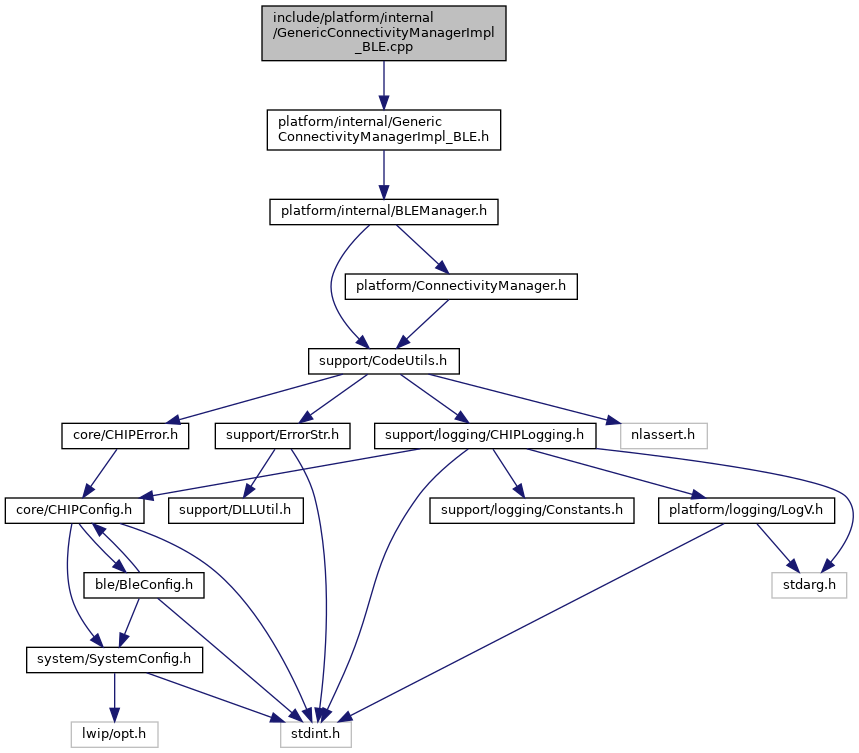 include/platform/internal
/GenericConnectivityManagerImpl
_BLE.cpp
platform/internal/Generic
ConnectivityManagerImpl_BLE.h
platform/internal/BLEManager.h
platform/ConnectivityManager.h
support/CodeUtils.h
core/CHIPError.h
support/ErrorStr.h
support/logging/CHIPLogging.h
nlassert.h
core/CHIPConfig.h
support/DLLUtil.h
support/logging/Constants.h
platform/logging/LogV.h
ble/BleConfig.h
stdarg.h
system/SystemConfig.h
lwip/opt.h
stdint.h